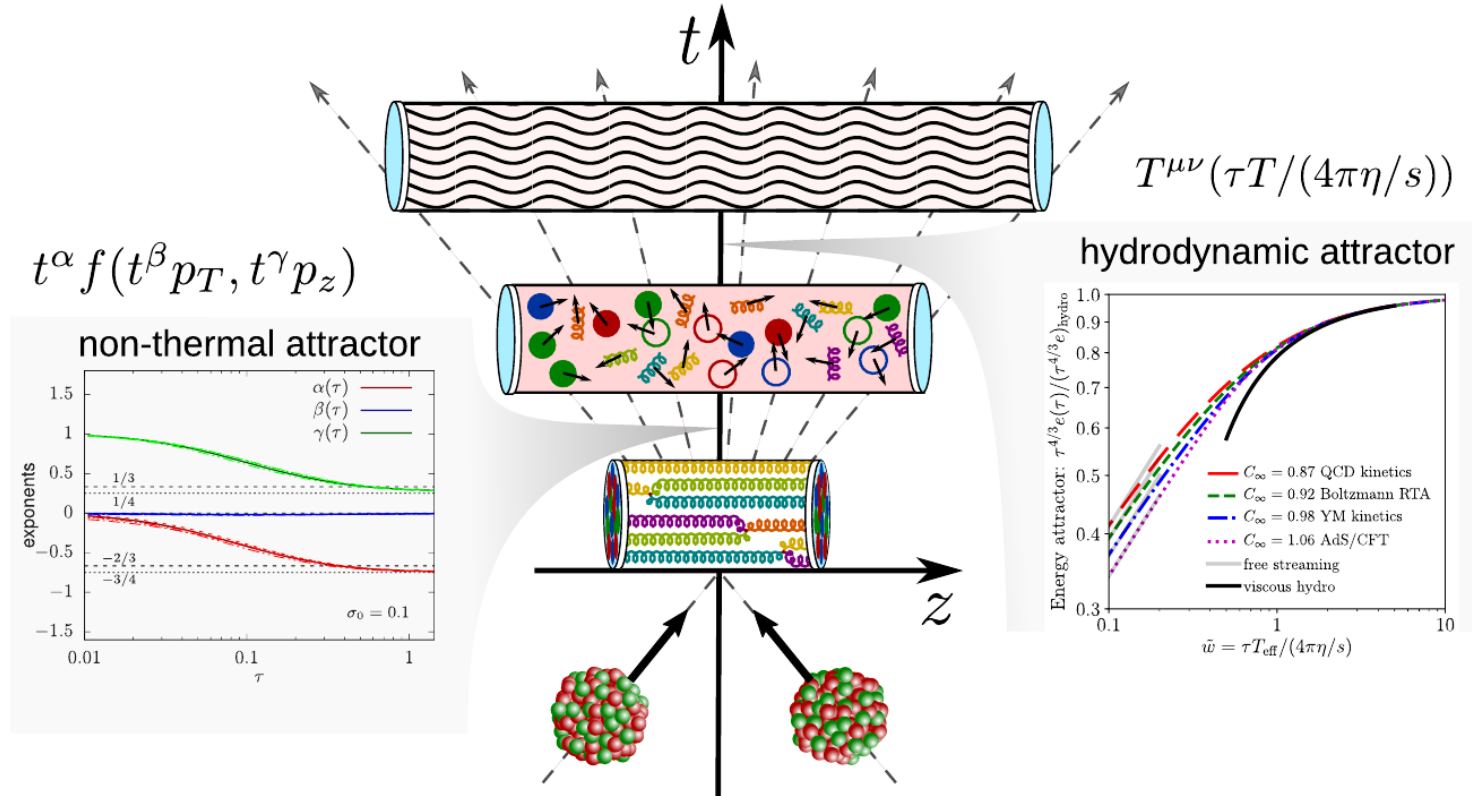 t
z
t^α f(t^β p_T, t^γ p_z)
non-thermal attractor
exponents
1.5
1
0.5
0
−0.5
−1
−1.5
α(τ)
β(τ)
γ(τ)
1/3
1/4
−2/3
−3/4
σ_0 = 0.1
0.01
0.1
1
τ
T^{μν}(τT/(4πη/s))
hydrodynamic attractor
Energy attractor: τ^{4/3}e(τ)/(τ^{4/3}e)_hydro
1.0
0.9
0.8
0.7
0.6
0.5
0.4
0.3
C_∞ = 0.87 QCD kinetics
C_∞ = 0.92 Boltzmann RTA
C_∞ = 0.98 YM kinetics
C_∞ = 1.06 AdS/CFT
free streaming
viscous hydro
0.1
1
10
w̃ = τT_eff/(4πη/s)